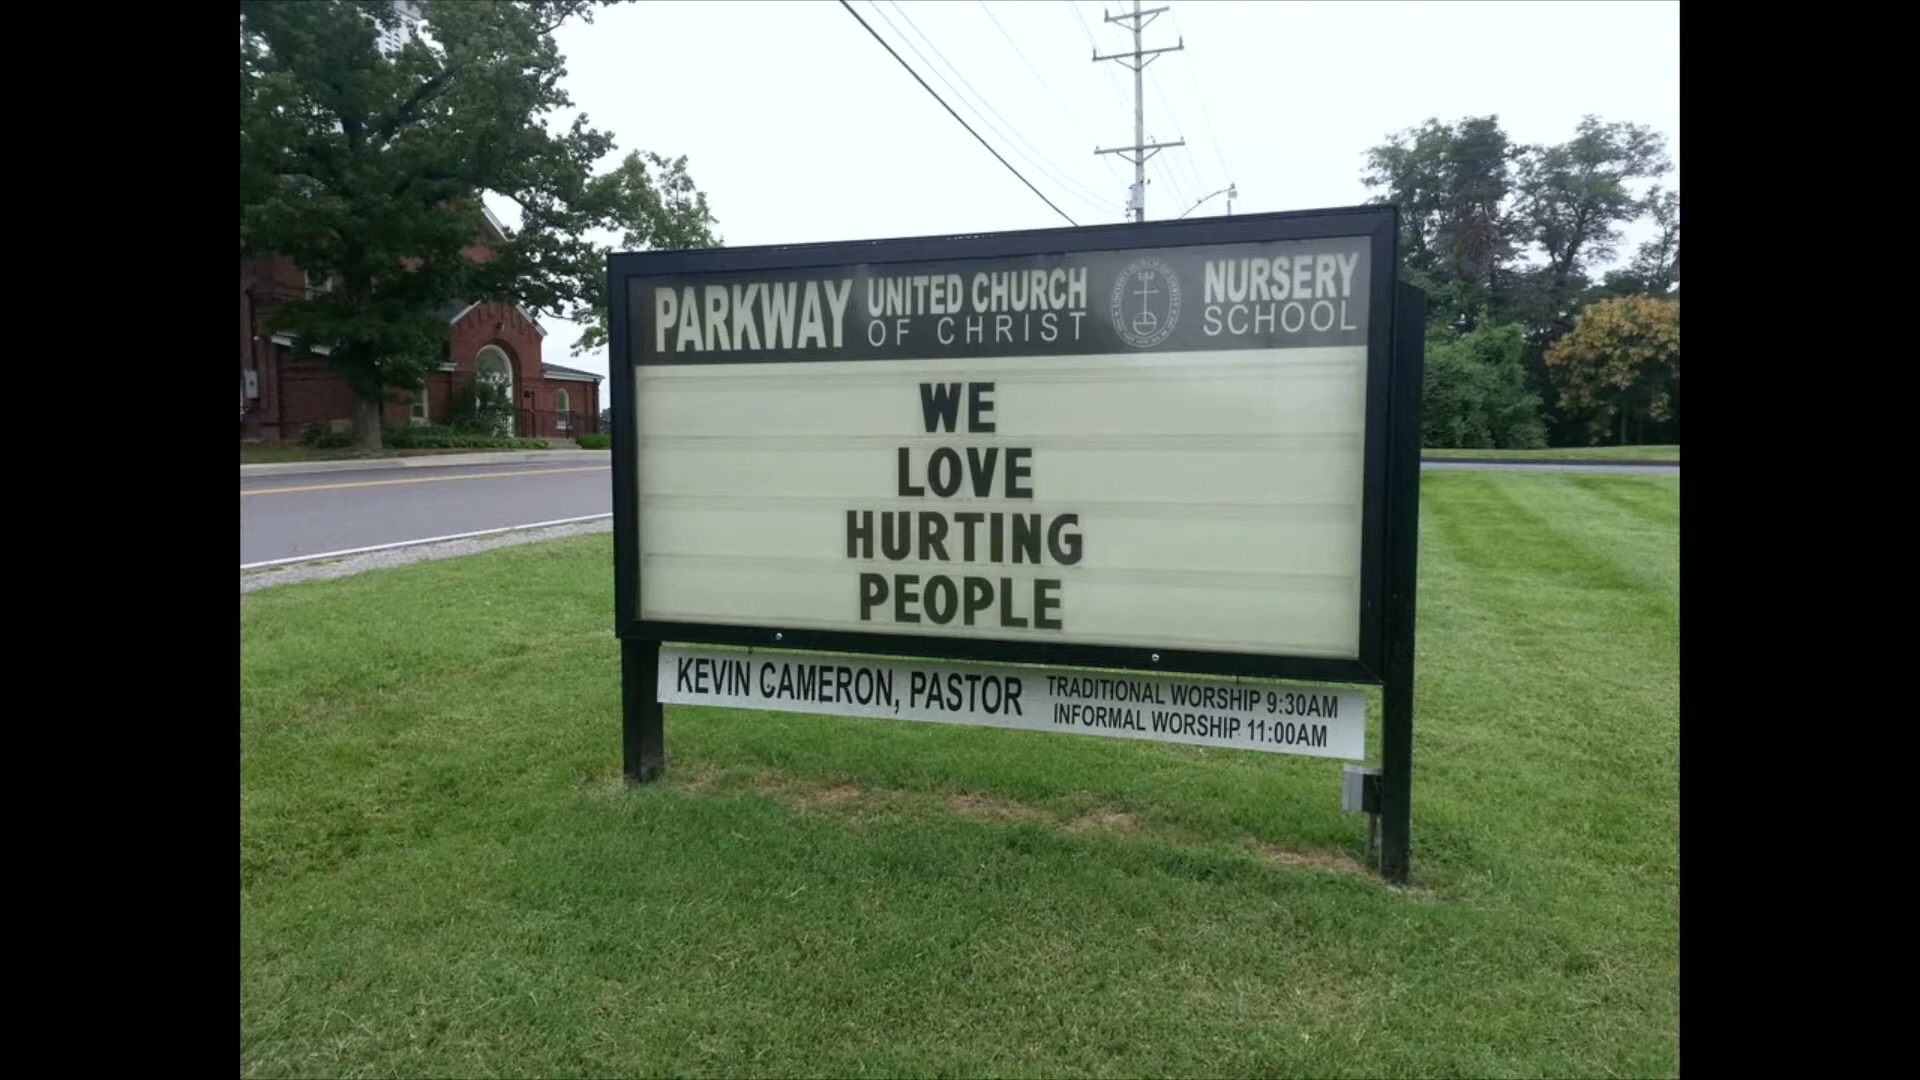 PARKWAY UNITED CHURCH OF CHRIST NURSERY SCHOOL
WE
LOVE
HURTING
PEOPLE
KEVIN CAMERON, PASTOR
TRADITIONAL WORSHIP 9:30AM
INFORMAL WORSHIP 11:00AM